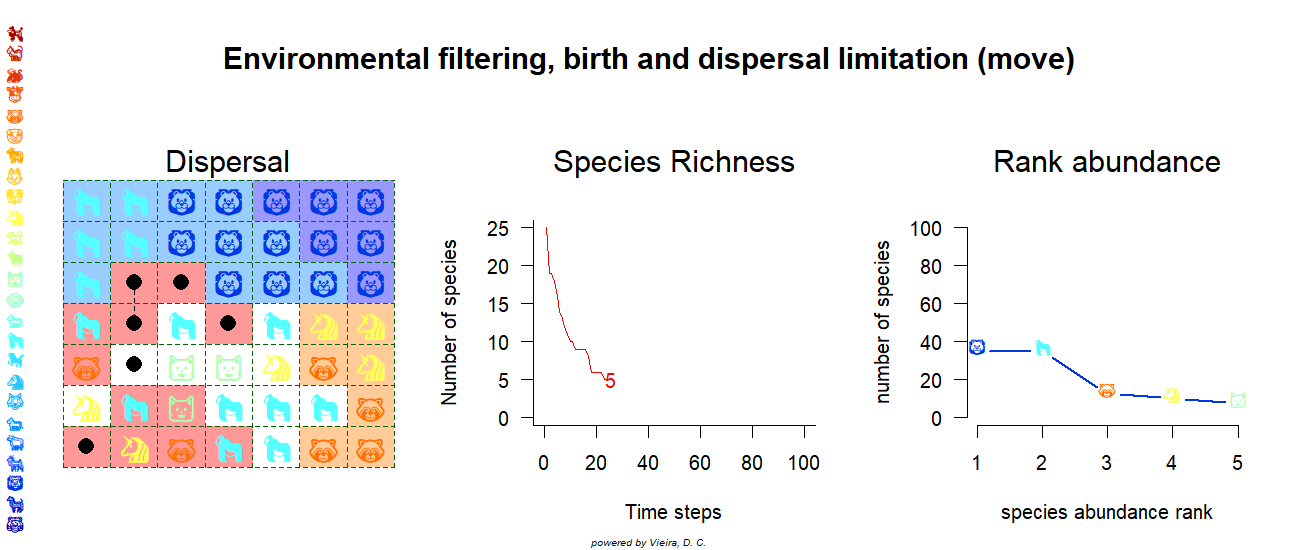 Environmental filtering, birth and dispersal limitation (move)
Dispersal
Species Richness
Rank abundance
Number of species
25
20
15
10
5
0
5
0 20 40 60 80 100
Time steps
number of species
100
80
60
40
20
0
1 2 3 4 5
species abundance rank
powered by Vieira, D. C.